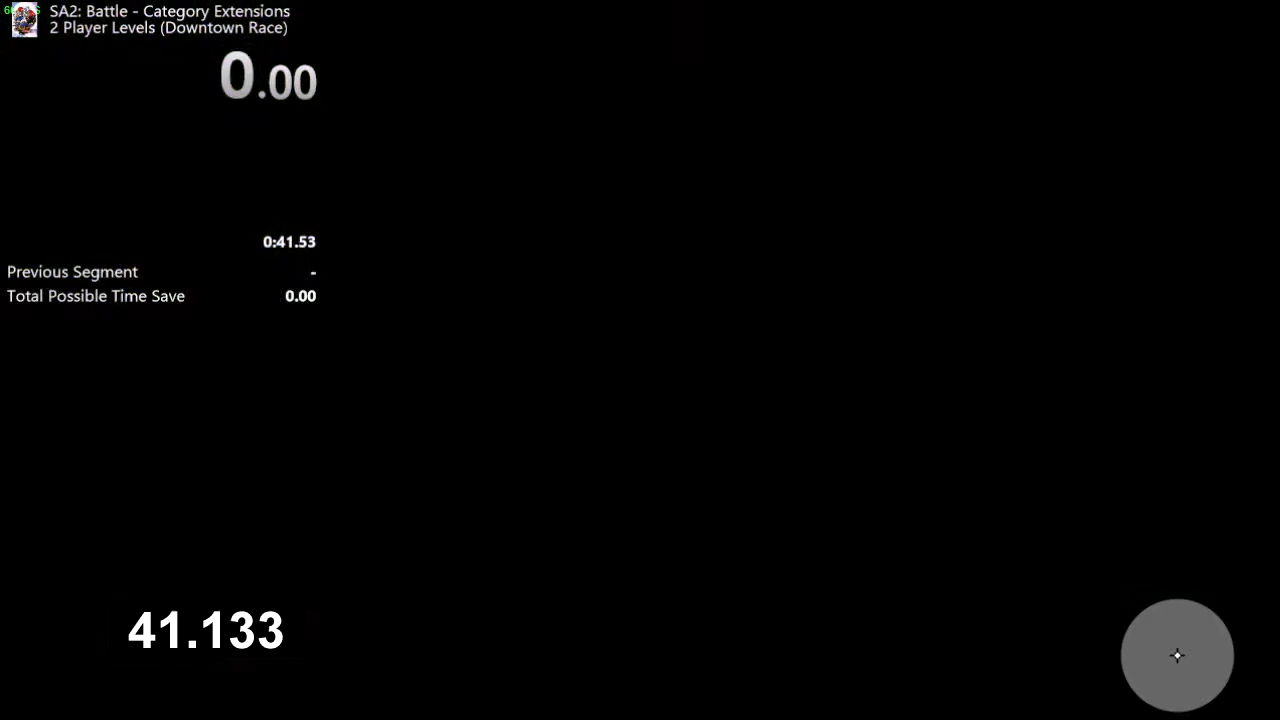 SA2: Battle - Category Extensions
2 Player Levels (Downtown Race)
0.00
0:41.53
Previous Segment -
Total Possible Time Save 0.00
41.133